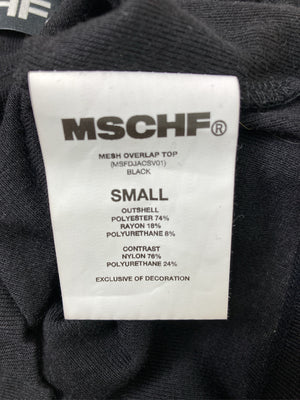 HF
MSCHF®
MESH OVERLAP TOP
(MSFDJACSV01)
BLACK
SMALL
OUTSHELL
POLYESTER 74%
RAYON 18%
POLYURETHANE 8%
CONTRAST
NYLON 76%
POLYURETHANE 24%
EXCLUSIVE OF DECORATION